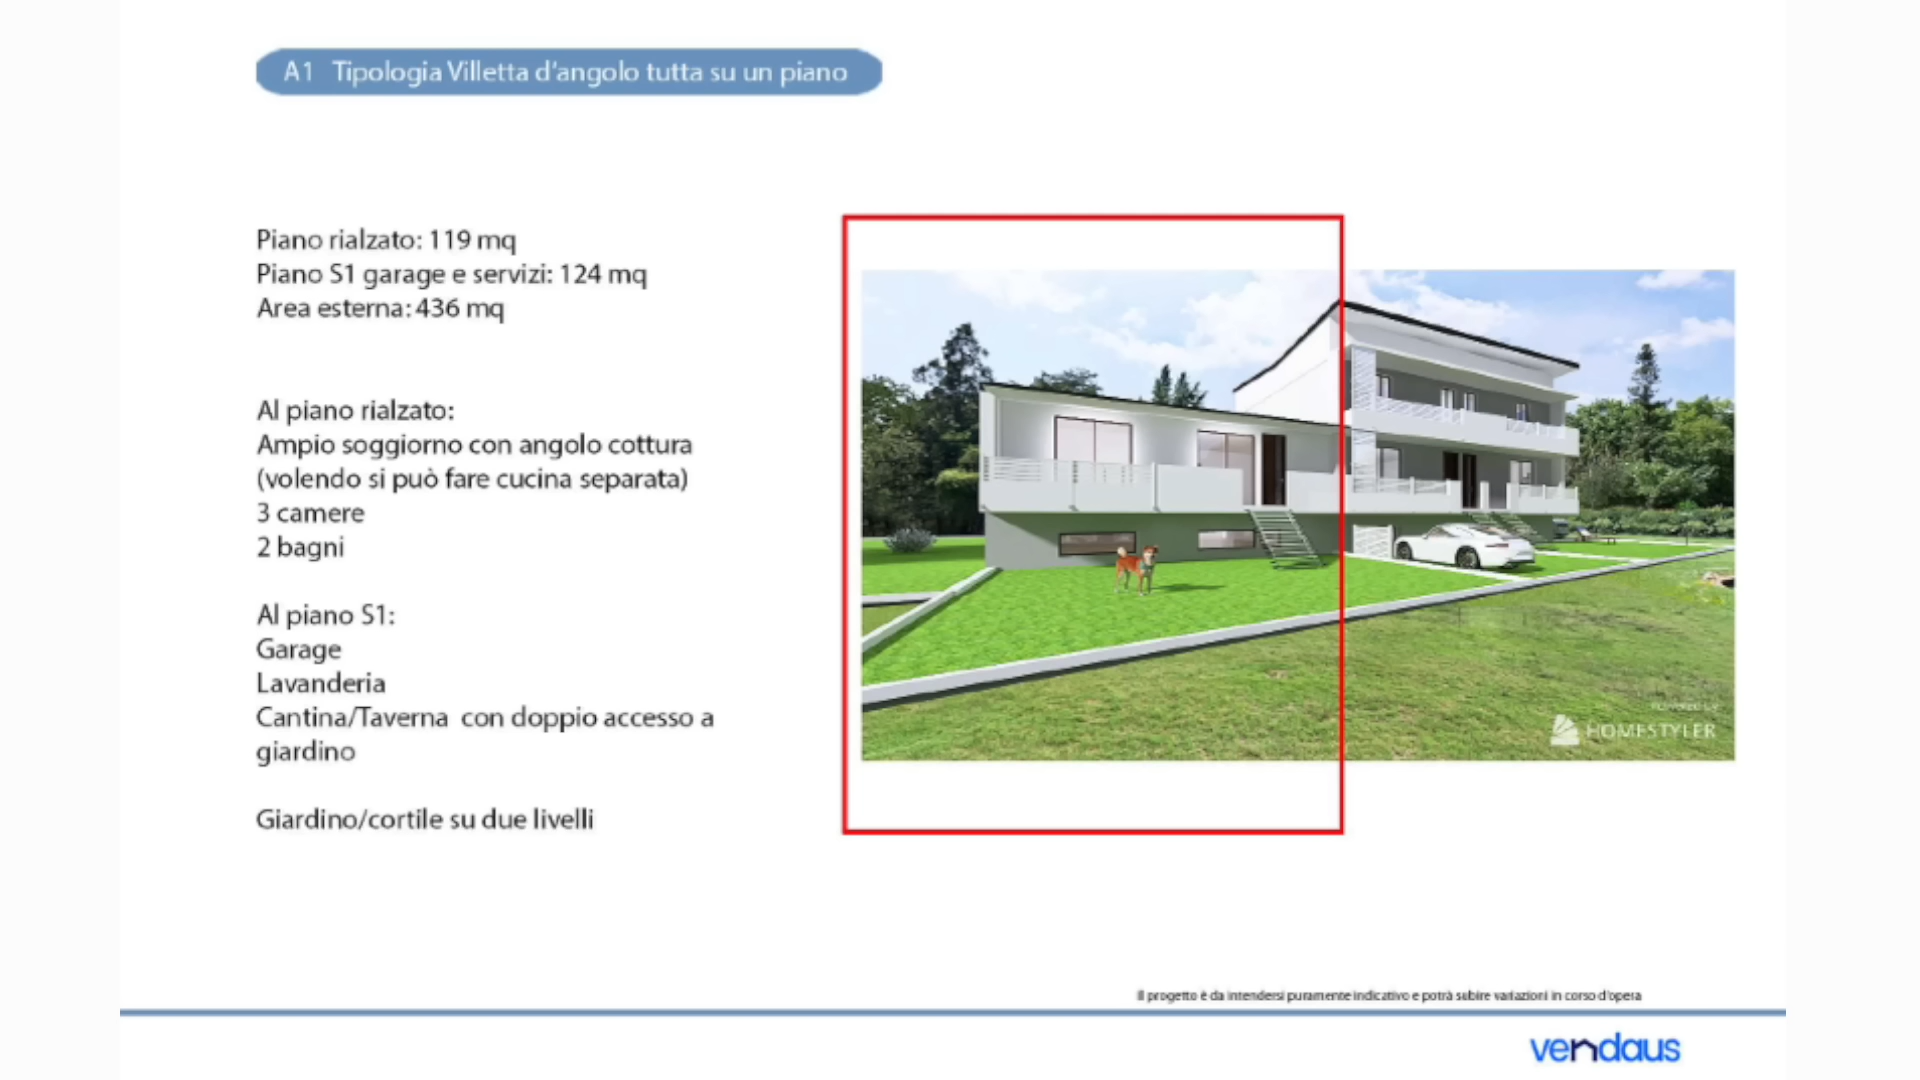 A1 Tipologia Villetta d'angolo tutta su un piano
Piano rialzato: 119 mq
Piano S1 garage e servizi: 124 mq
Area esterna: 436 mq
Al piano rialzato:
Ampio soggiorno con angolo cottura
(volendo si può fare cucina separata)
3 camere
2 bagni
Al piano S1:
Garage
Lavanderia
Cantina/Taverna con doppio accesso a
giardino
Giardino/cortile su due livelli
Powered by
HOMESTYLER
Il progetto è da intendersi puramente indicativo e potrà subire variazioni in corso d'opera
vendaus